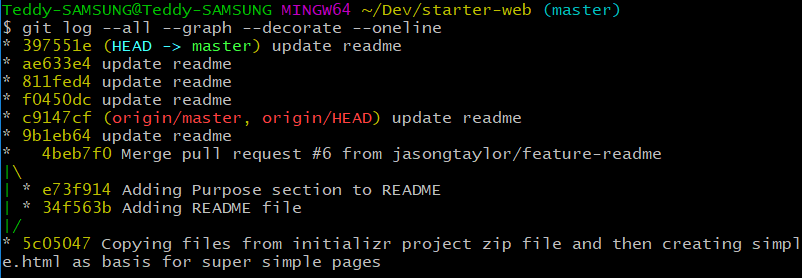 Teddy-SAMSUNG@Teddy-SAMSUNG MINGW64 ~/Dev/starter-web (master)
$ git log --all --graph --decorate --oneline
* 397551e (HEAD -> master) update readme
* ae633e4 update readme
* 811fed4 update readme
* f0450dc update readme
* c9147cf (origin/master, origin/HEAD) update readme
* 9b1eb64 update readme
*   4beb7f0 Merge pull request #6 from jasongtaylor/feature-readme
|\
| * e73f914 Adding Purpose section to README
| * 34f563b Adding README file
|/
* 5c05047 Copying files from initializr project zip file and then creating simpl
e.html as basis for super simple pages